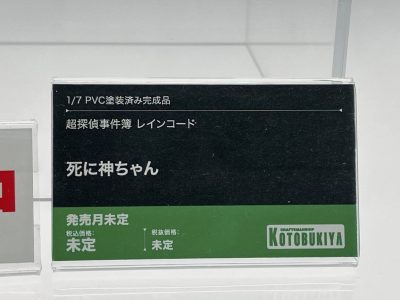 1/7 PVC塗装済み完成品
超探偵事件簿 レインコード
死に神ちゃん
発売月未定
税込価格:
未定
税抜価格:
未定
CRAFTSMANSHIP
KOTOBUKIYA